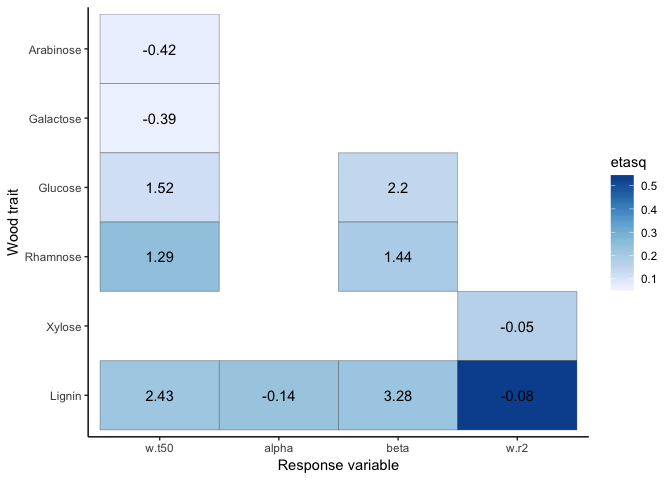 Arabinose
-0.42
Galactose
-0.39
Glucose
1.52
2.2
Rhamnose
1.29
1.44
Xylose
-0.05
Lignin
2.43
-0.14
3.28
-0.08
w.t50
alpha
beta
w.r2
Response variable
Wood trait
etasq
0.5
0.4
0.3
0.2
0.1